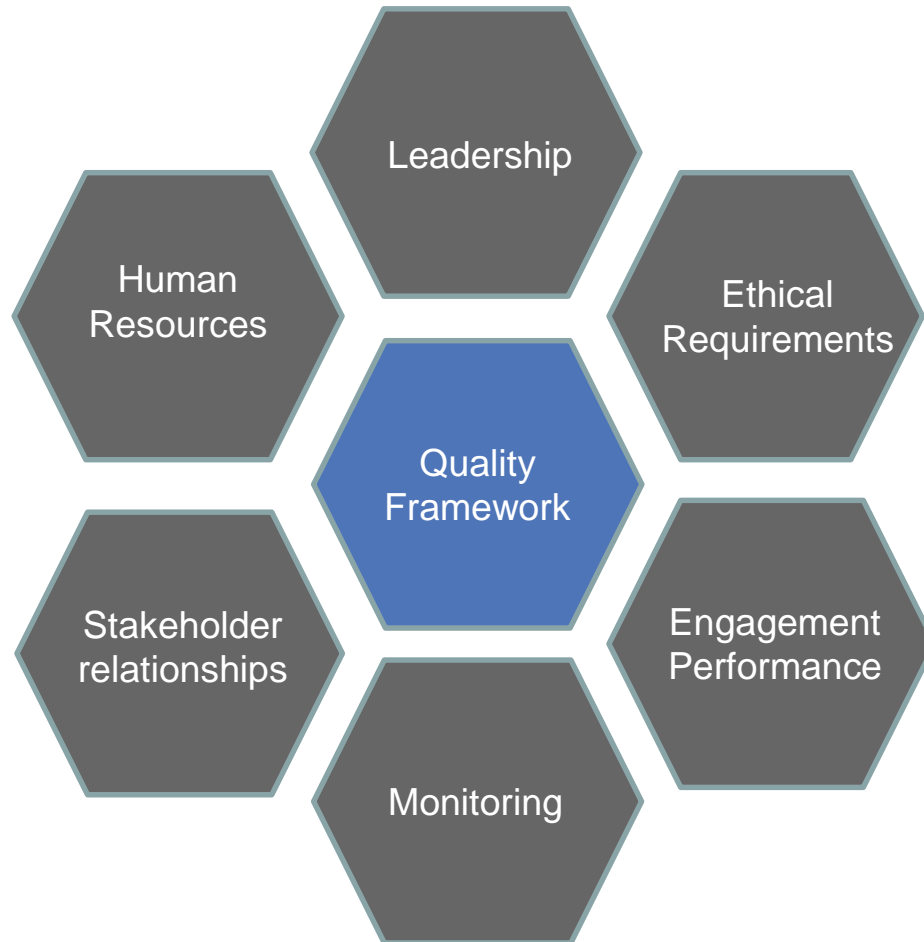 Leadership
Human
Resources
Ethical
Requirements
Quality
Framework
Stakeholder
relationships
Engagement
Performance
Monitoring